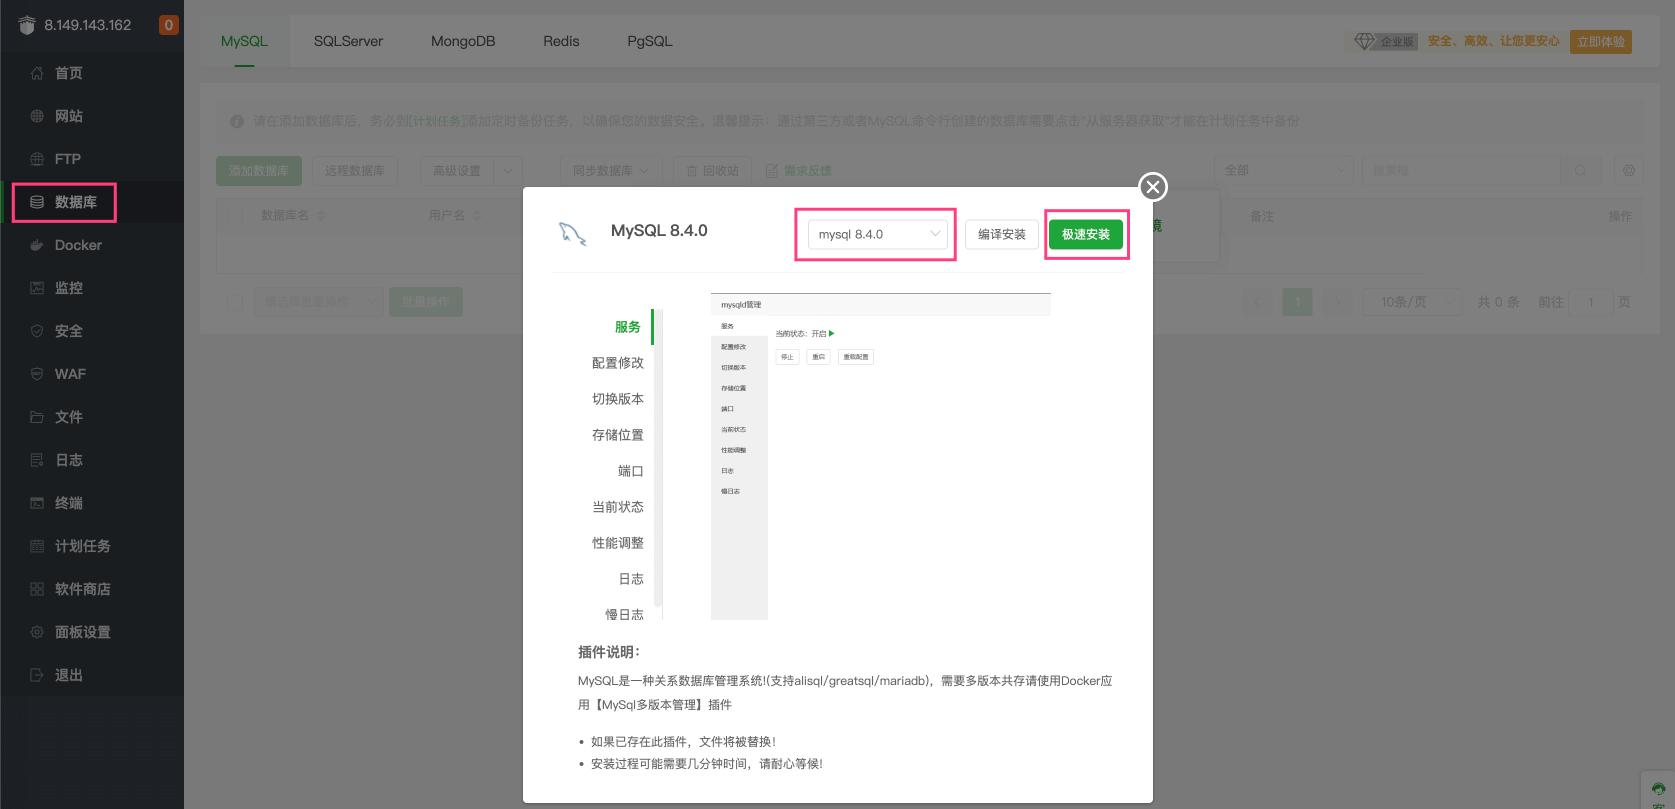 8.149.143.162
0
首页
网站
FTP
数据库
Docker
监控
安全
WAF
文件
日志
终端
计划任务
软件商店
面板设置
退出
MySQL SQLServer MongoDB Redis PgSQL
企业版 安全、高效、让您更安心 立即体验
请在添加数据库后，务必到[计划任务]添加定时备份任务，以确保您的数据安全。温馨提示：通过第三方或者MySQL命令行创建的数据库需要点击"从服务器获取"才能在计划任务中备份
添加数据库 远程数据库 高级设置 同步数据库 回收站 需求反馈 全部 搜索框
数据库名 用户名 备注 操作
境
请选择批量操作 批量操作 1 10条/页 共 0 条 前往 1 页
MySQL 8.4.0
mysql 8.4.0
编译安装
极速安装
服务
配置修改
切换版本
存储位置
端口
当前状态
性能调整
日志
慢日志
mysqld管理
服务
配置修改
切换版本
存储位置
端口
当前状态
性能调整
日志
慢日志
当前状态：开启
停止 重启 重载配置
插件说明：
MySQL是一种关系数据库管理系统!(支持alisql/greatsql/mariadb)，需要多版本共存请使用Docker应
用【MySql多版本管理】插件
• 如果已存在此插件，文件将被替换！
• 安装过程可能需要几分钟时间，请耐心等候!